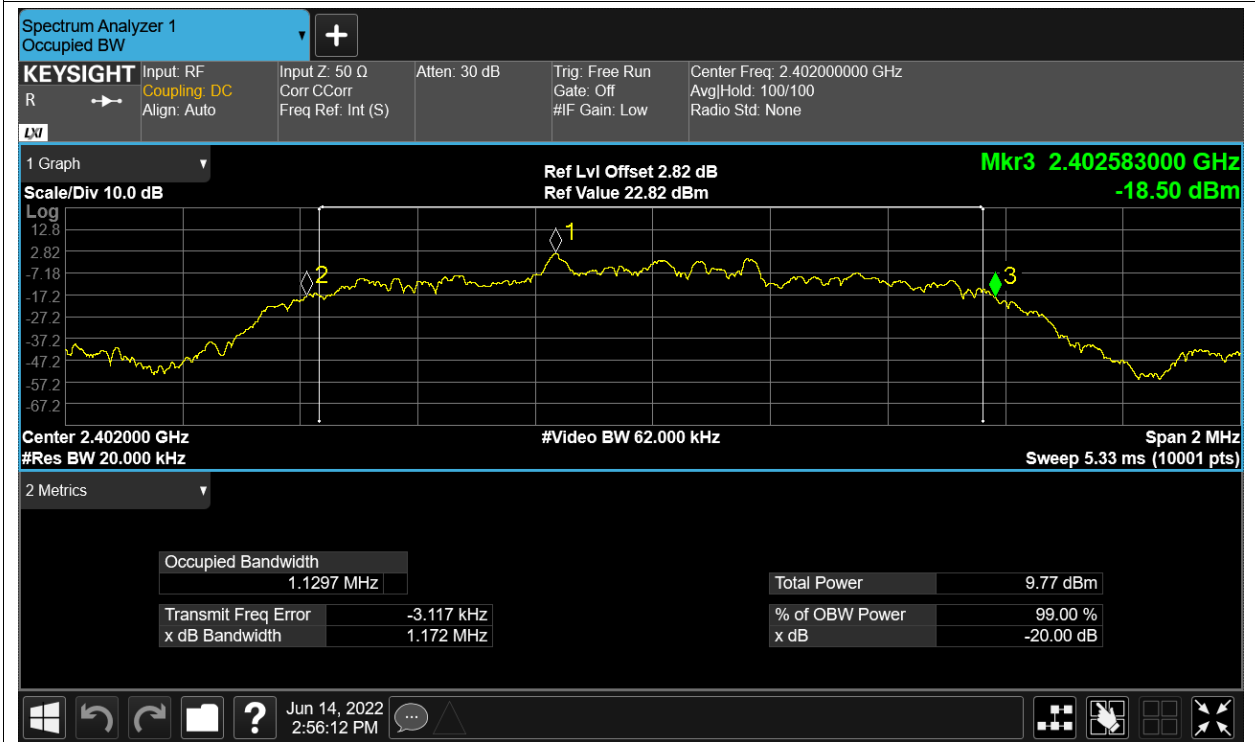 Spectrum Analyzer 1
Occupied BW
KEYSIGHT
R
LXI
Input: RF
Coupling: DC
Align: Auto
Input Z: 50 Ω
Corr CCorr
Freq Ref: Int (S)
Atten: 30 dB
Trig: Free Run
Gate: Off
#IF Gain: Low
Center Freq: 2.402000000 GHz
Avg|Hold: 100/100
Radio Std: None
1 Graph
Scale/Div 10.0 dB
Ref Lvl Offset 2.82 dB
Ref Value 22.82 dBm
Mkr3 2.402583000 GHz
-18.50 dBm
Log
12.8
2.82
-7.18
-17.2
-27.2
-37.2
-47.2
-57.2
-67.2
1
2
3
Center 2.402000 GHz
#Res BW 20.000 kHz
#Video BW 62.000 kHz
Span 2 MHz
Sweep 5.33 ms (10001 pts)
2 Metrics
Occupied Bandwidth
1.1297 MHz
Transmit Freq Error -3.117 kHz
x dB Bandwidth 1.172 MHz
Total Power 9.77 dBm
% of OBW Power 99.00 %
x dB -20.00 dB
?
Jun 14, 2022
2:56:12 PM